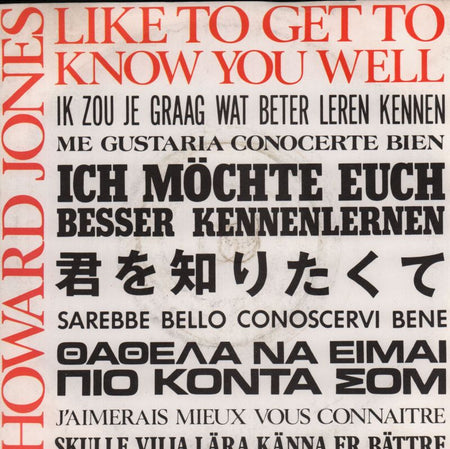 HOWARD JONES
LIKE TO GET TO
KNOW YOU WELL
IK ZOU JE GRAAG WAT BETER LEREN KENNEN
ME GUSTARIA CONOCERTE BIEN
ICH MÖCHTE EUCH
BESSER KENNENLERNEN
君を知りたくて
SAREBBE BELLO CONOSCERVI BENE
ΘΑΘΕΛΑ ΝΑ ΕΙΜΑΙ
ΠΙΟ ΚΟΝΤΑ ΣΟΜ
J'AIMERAIS MIEUX VOUS CONNAITRE
SKULLE VILJA LÄRA KÄNNA ER BÄTTRE